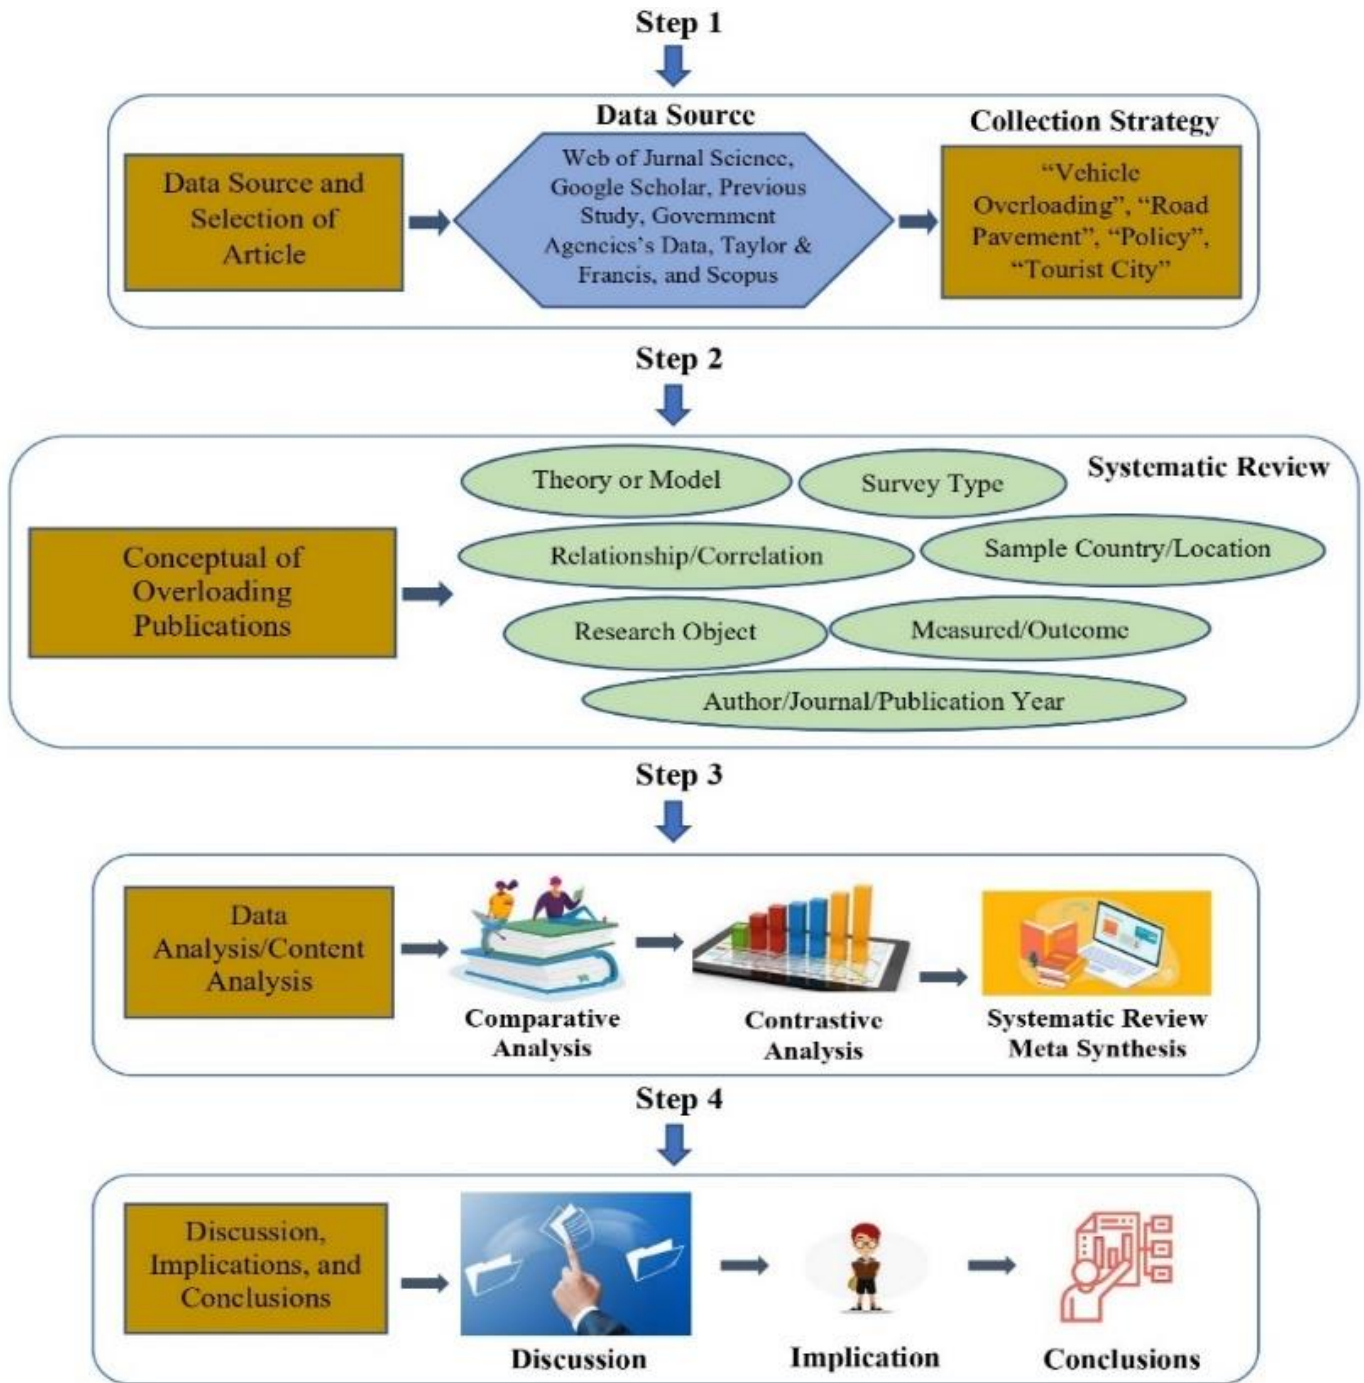 Step 1
Data Source
Collection Strategy
Data Source and
Selection of
Article
Web of Jurnal Science,
Google Scholar, Previous
Study, Government
Agencies's Data, Taylor &
Francis, and Scopus
“Vehicle
Overloading”, “Road
Pavement”, “Policy”,
“Tourist City”
Step 2
Systematic Review
Conceptual of
Overloading
Publications
Theory or Model
Survey Type
Relationship/Correlation
Sample Country/Location
Research Object
Measured/Outcome
Author/Journal/Publication Year
Step 3
Data
Analysis/Content
Analysis
Comparative
Analysis
Contrastive
Analysis
Systematic Review
Meta Synthesis
Step 4
Discussion,
Implications, and
Conclusions
Discussion
Implication
Conclusions